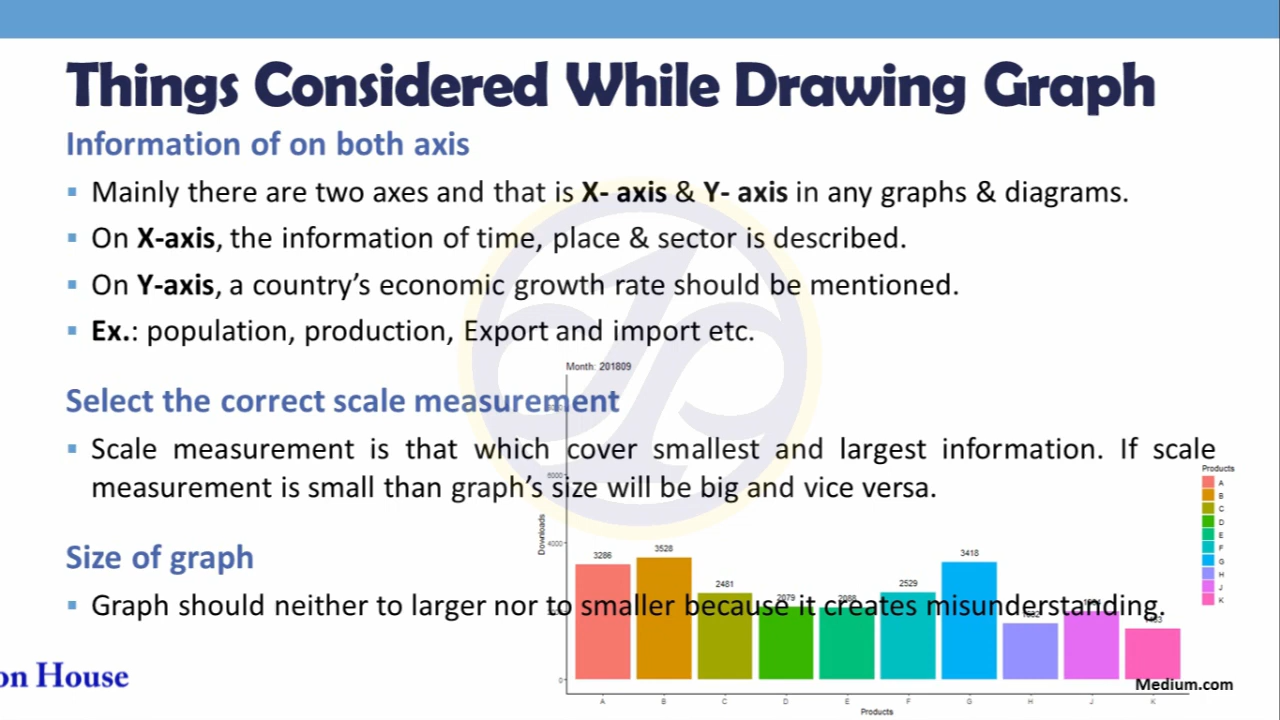 Things Considered While Drawing Graph
Information of on both axis
▪ Mainly there are two axes and that is X- axis & Y- axis in any graphs & diagrams.
▪ On X-axis, the information of time, place & sector is described.
▪ On Y-axis, a country's economic growth rate should be mentioned.
▪ Ex.: population, production, Export and import etc.
Month: 201809
Select the correct scale measurement
▪ Scale measurement is that which cover smallest and largest information. If scale
measurement is small than graph's size will be big and vice versa.
Products
A
B
C
D
E
F
G
H
J
K
Downloads
6000
4000
0
3286
3528
2481
2079
2529
3418
Size of graph
▪ Graph should neither to larger nor to smaller because it creates misunderstanding.
on House
Medium.com
A B C D E F G H J K
Products